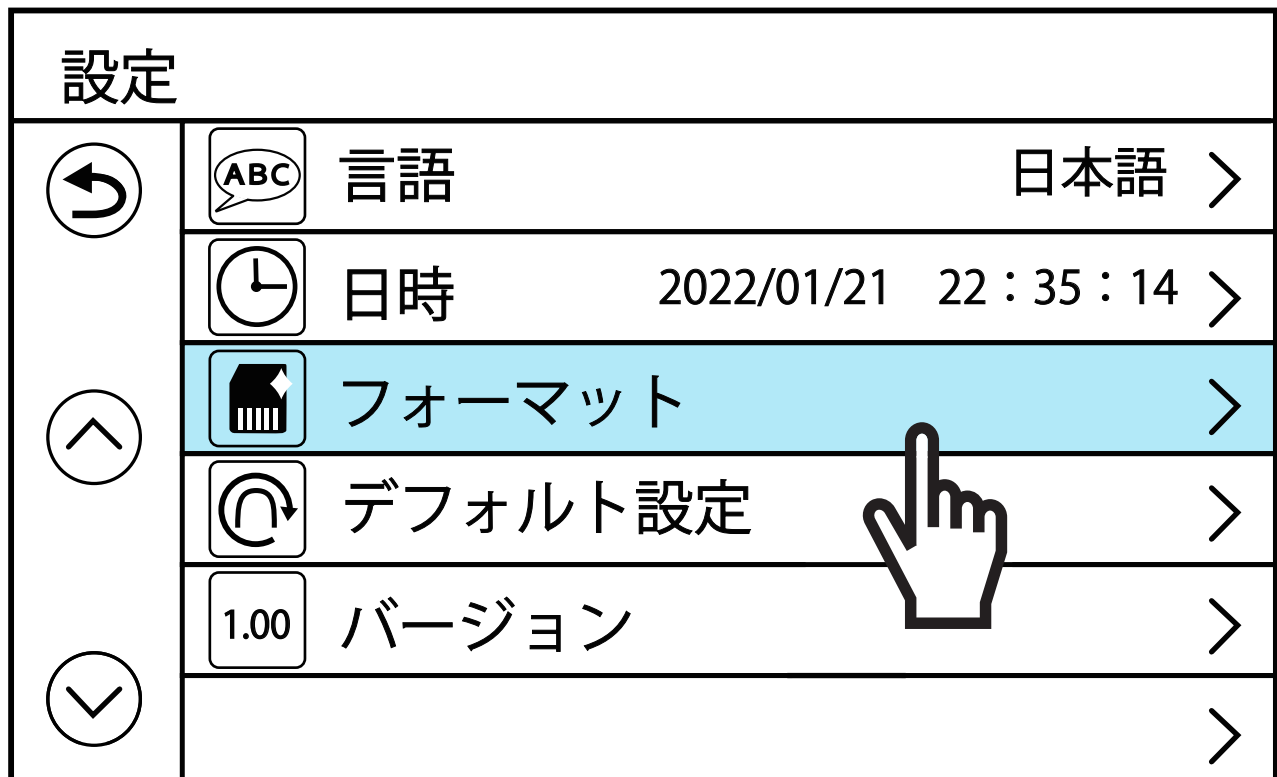 設定
ABC 言語 日本語
日時 2022/01/21 22：35：14
フォーマット
デフォルト設定
1.00 バージョン